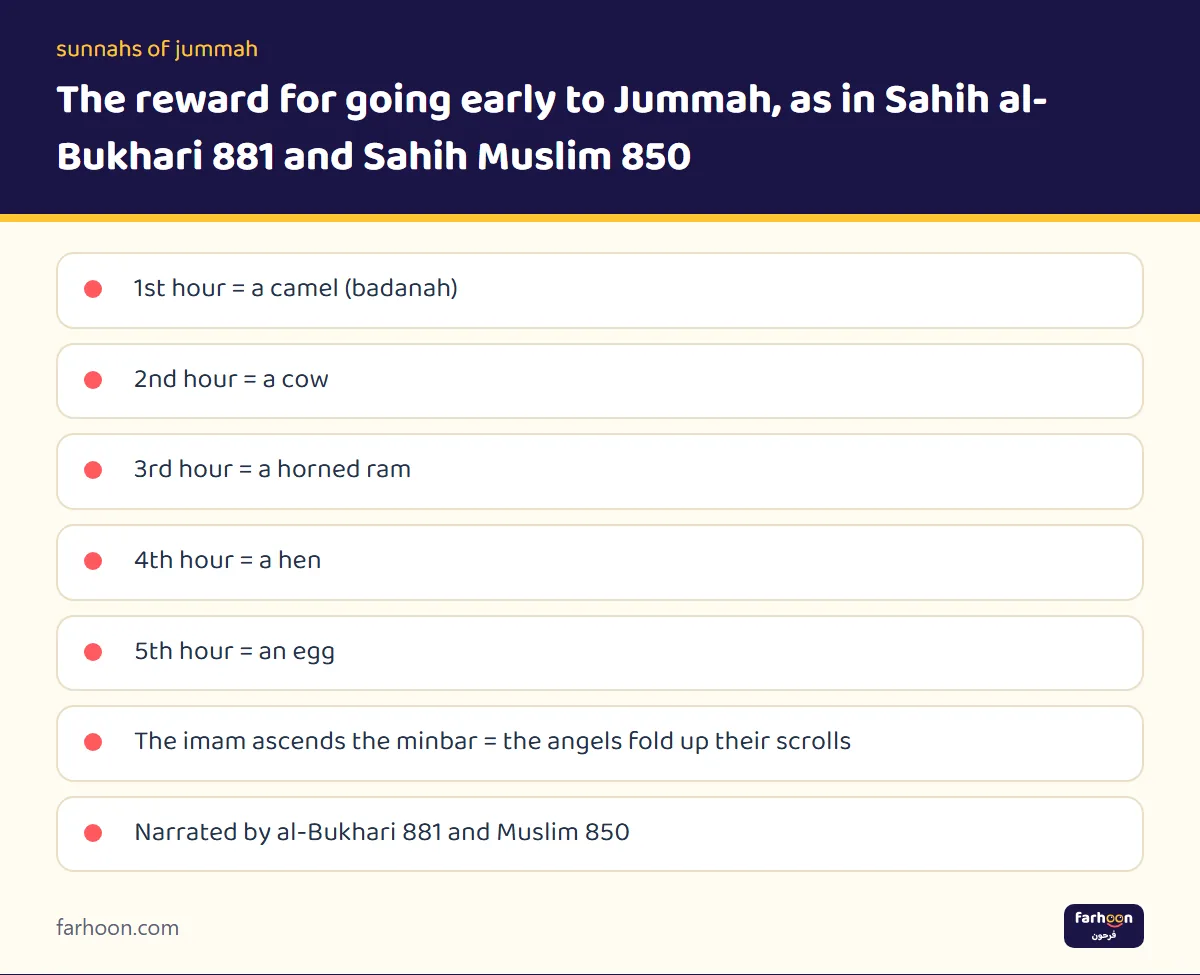 sunnahs of jummah
The reward for going early to Jummah, as in Sahih al-
Bukhari 881 and Sahih Muslim 850
1st hour = a camel (badanah)
2nd hour = a cow
3rd hour = a horned ram
4th hour = a hen
5th hour = an egg
The imam ascends the minbar = the angels fold up their scrolls
Narrated by al-Bukhari 881 and Muslim 850
farhoon.com
farhoon
فرحون